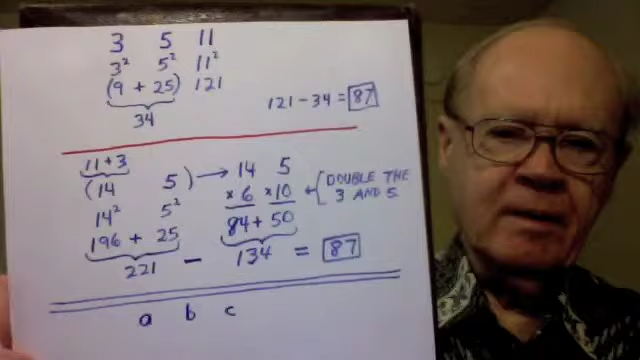 3 5 11
3² 5² 11²
(9 + 25) 121
34
121 - 34 = 87
11 + 3
(14 5) → 14 5
14² 5² × 6 × 10 ← { DOUBLE THE 3 AND 5.
196 + 25 84 + 50
221 - 134 = 87
a b c